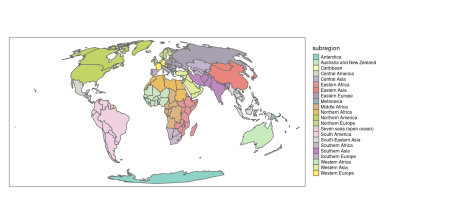 subregion
Antarctica
Australia and New Zealand
Caribbean
Central America
Central Asia
Eastern Africa
Eastern Asia
Eastern Europe
Melanesia
Middle Africa
Northern Africa
Northern America
Northern Europe
Seven seas (open ocean)
South America
South-Eastern Asia
Southern Africa
Southern Asia
Southern Europe
Western Africa
Western Asia
Western Europe